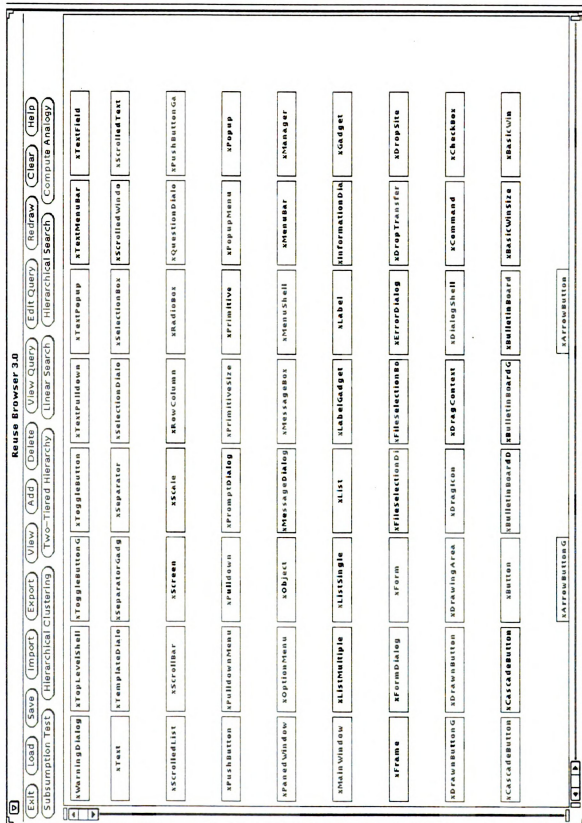 Reuse Browser 3.0
Exit Load Save Import Export View Add Delete View Query Edit Query Redraw Clear Help
Subsumption Test Hierarchical Clustering Two-Tiered Hierarchy Linear Search Hierarchical Search Compute Analogy
xWarningDialog xTopLevelShell xToggleButtonG xToggleButton xTextPulldown xTextPopup xTextMenuBar xTextField
xText xTemplateDialo xSeparatorGadg xSeparator xSelectionDialo xSelectionBox xScrolledWindo xScrolledText
xScrolledList xScrollBar xScreen xScale xRowColumn xRadioBox xQuestionDialo xPushButtonGa
xPushButton xPulldownMenu xPulldown xPromptDialog xPrimitiveSize xPrimitive xPopupMenu xPopup
xPanedWindow xOptionMenu xObject xMessageDialog xMessageBox xMenuShell xMenuBar xManager
xMainWindow xListMultiple xListSingle xList xLabelGadget xLabel xInformationDia xGadget
xFrame xFormDialog xForm xFileSelectionDi xFileSelectionBo xErrorDialog xDropTransfer xDropSite
xDrawnButtonG xDrawnButton xDrawingArea xDragIcon xDragContext xDialogShell xCommand xCheckBox
xCascadeButton xCascadeButton xButton xBulletinBoardD xBulletinBoardG xBulletinBoard xBasicWinSize xBasicWin
xArrowButtonG xArrowButton